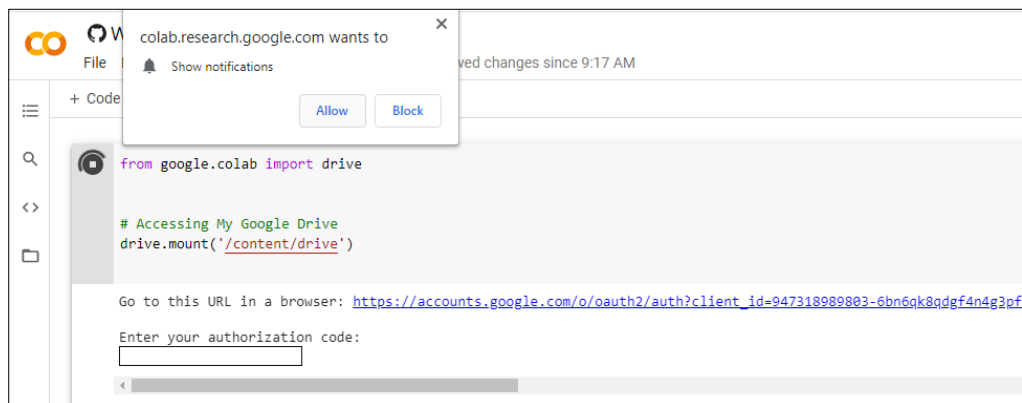 colab.research.google.com wants to
Show notifications
Allow Block
File
ved changes since 9:17 AM
+ Code
from google.colab import drive
# Accessing My Google Drive
drive.mount('/content/drive')
Go to this URL in a browser: https://accounts.google.com/o/oauth2/auth?client_id=947318989803-6bn6qk8qdgf4n4g3pf
Enter your authorization code: